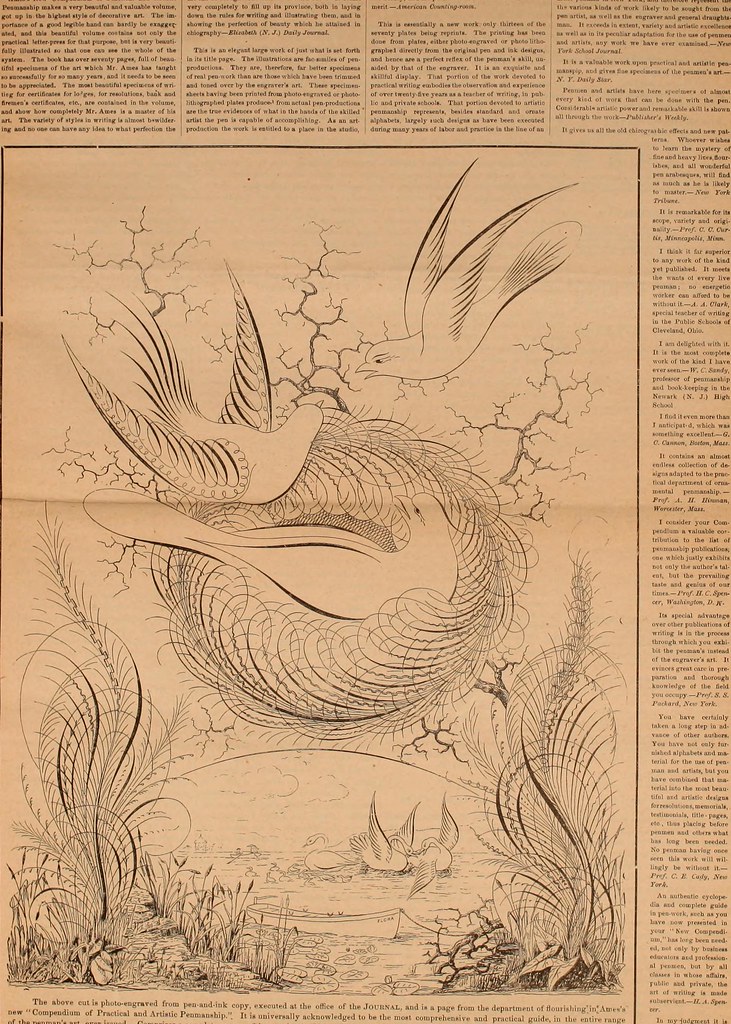 Penmanship makes a very beautiful and valuable volume,
got up in the highest style of decorative art. The im-
portance of a good legible hand can hardly be exagger-
ated, and this beautiful volume contains not only the
practical letter-press for that purpose, but is very beauti-
fully illustrated so that one can see the whole of the
system. The book has over seventy pages, full of beau-
tiful specimens of the art which Mr. Ames has taught
so successfully for so many years, and it needs to be seen
to be appreciated. The most beautiful specimens of wri-
ting for certificates for lodges, for resolutions, bank and
firemen's certificates, etc., are contained in the volume,
and show how completely Mr. Ames is a master of his
art. The variety of styles in writing is almost bewilder-
ing and no one can have any idea to what perfection the
very completely to fill up its province, both in laying
down the rules for writing and illustrating them, and in
showing the perfection of beauty which is attained in
chiography—Elizabeth (N. J.) Daily Journal.
This is an elegant large work of just what is set forth
in its title page. The illustrations are fac-similes of pen-
productions. They are, therefore, far better specimens
of real pen-work than are those which have been trimmed
and toned over by the engraver's art. These specimen-
sheets having been printed from photo-engraved or photo-
lithographed plates produced from actual pen-productions
are the true evidences of what in the hands of the skilled
artist the pen is capable of accomplishing. As an art-
production the work is entitled to a place in the studio,
merit.—American Counting-room.
This is essentially a new work; only thirteen of the
seventy plates being reprints. The printing has been
done from plates, either photo-engraved or photo-litho-
graphed directly from the original pen and ink designs,
and hence are a perfect reflex of the penman's skill, un-
aided by that of the engraver. It is an exquisite and
skillful display. That portion of the work devoted to
practical writing embodies the observation and experience
of over twenty-five years as a teacher of writing, in pub-
lic and private schools. That portion devoted to artistic
penmanship represents, besides standard and ornate
alphabets, largely such designs as have been executed
during many years of labor and practice in the line of an
the various kinds of work likely to be sought from the
pen artist, as well as the engraver and general draughts-
man. It exceeds in extent, variety and artistic excellence
as well as in its peculiar adaptation for the use of penmen
and artists, any work we have ever examined.—New
York School Journal.
It is a valuable work upon practical and artistic pen-
manship, and gives fine specimens of the penman's art.—
N. Y. Daily Star.
Penmen and artists have here specimens of almost
every kind of work that can be done with the pen.
Considerable artistic power and remarkable skill is shown
all through the work—Publisher's Weekly.
It gives us all the old chirographic effects and new pat-
terns. Whoever wishes
to learn the mystery of
fine and heavy lines, flour-
ishes, and all wonderful
pen arabesques, will find
as much as he is likely
to master.—New York
Tribune.
It is remarkable for its
scope, variety and origi-
nality.—Prof. C. C. Cur-
tis, Minneapolis, Minn.
I think it far superior
to any work of the kind
yet published. It meets
the wants of every live
penman; no energetic
worker can afford to be
without it.—A. A. Clark,
special teacher of writing
in the Public Schools of
Cleveland, Ohio.
I am delighted with it.
It is the most complete
work of the kind I have
ever seen.—W. C. Sandy,
professor of penmanship
and book-keeping in the
Newark (N. J.) High
School
I find it even more than
I anticipat d, which was
something excellent.—G.
C. Cannon, Boston, Mass.
It contains an almost
endless collection of de-
signs adapted to the prac-
tical department of orna-
mental penmanship.—
Prof. A. H. Hinman,
Worcester, Mass.
I consider your Com-
pendium a valuable con-
tribution to the list of
penmanship publications;
one which justly exhibits
not only the author's tal-
ent, but the prevailing
taste and genius of our
times.—Prof. H. C. Spen-
cer, Washington, D. C.
Its special advantage
over other publications of
writing is in the process
through which you exhi-
bit the penman's instead
of the engraver's art. It
evinces great care in pre-
paration and thorough
knowledge of the field
you occupy.—Prof. S. S.
Packard, New York.
You have certainly
taken a long step in ad-
vance of other authors.
You have not only fur-
nished alphabets and ma-
terial for the use of pen-
men and artists, but you
have combined that ma-
terial into the most beau-
tiful and artistic designs
for resolutions, memorials,
testimonials, title-pages,
etc., thus placing before
penmen and others what
has long been needed.
No penman having once
seen this work will wil-
lingly be without it.—
Prof. C. E. Cady, New
York.
An authentic cyclope-
dia and complete guide
in pen-work, such as you
have now presented in
your "New Compendi-
um," has long been need-
ed, not only by business
educators and profession-
al penmen, but by all
classes in whose affairs,
public and private, the
art of writing is made
subservient.—H. A. Spen-
cer.
In my judgment it is
The above cut is photo-engraved from pen-and-ink copy, executed at the office of the JOURNAL, and is a page from the department of flourishing in Ames's
new "Compendium of Practical and Artistic Penmanship." It is universally acknowledged to be the most comprehensive and practical guide, in the entire range